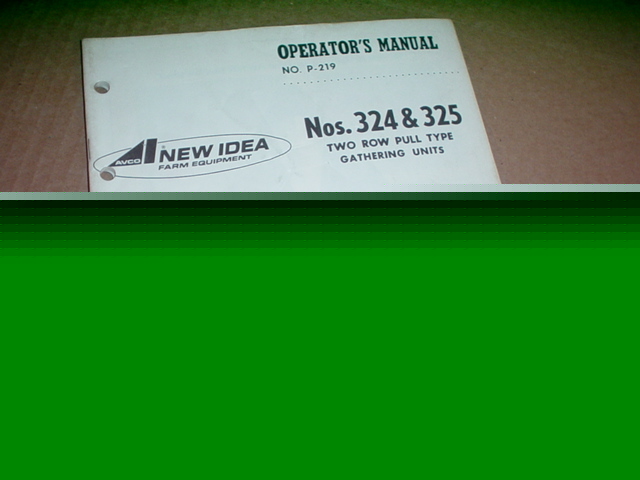 OPERATOR'S MANUAL
NO. P-219
Nos. 324 & 325
TWO ROW PULL TYPE
GATHERING UNITS
AVCO NEW IDEA
FARM EQUIPMENT